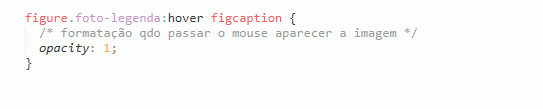 figure.foto-legenda:hover figcaption {
/* formatação qdo passar o mouse aparecer a imagem */
opacity: 1;
}